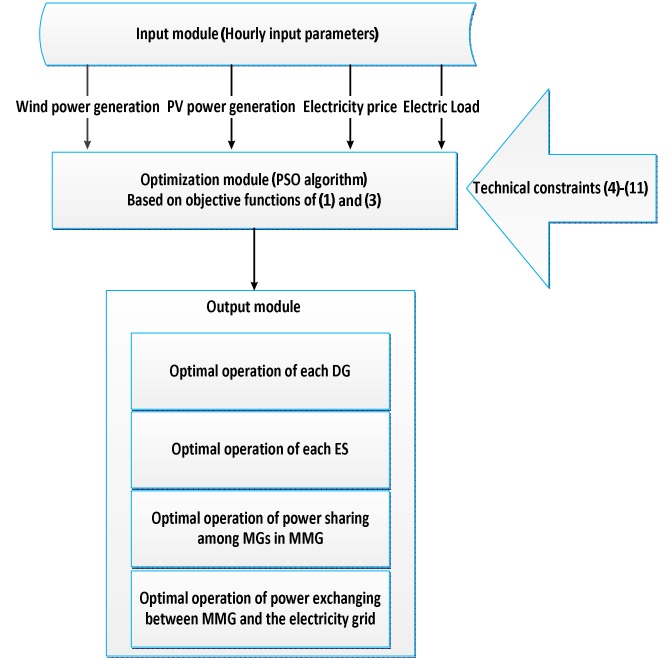 Input module (Hourly input parameters)
Wind power generation PV power generation Electricity price Electric Load
Optimization module (PSO algorithm)
Based on objective functions of (1) and (3)
Technical constraints (4)-(11)
Output module
Optimal operation of each DG
Optimal operation of each ES
Optimal operation of power sharing
among MGs in MMG
Optimal operation of power exchanging
between MMG and the electricity grid